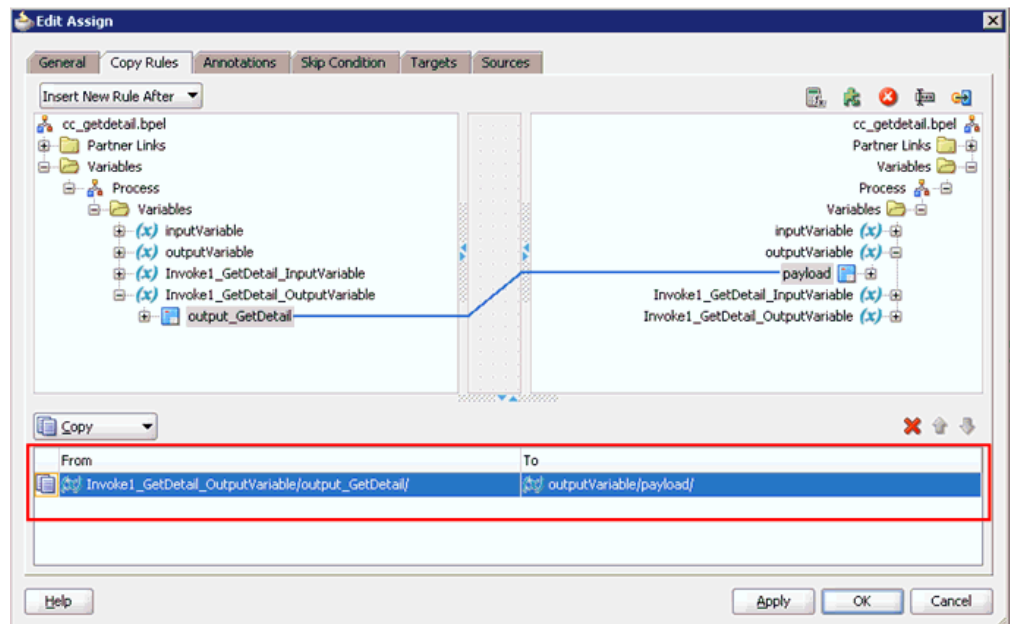 Edit Assign
General Copy Rules Annotations Skip Condition Targets Sources
Insert New Rule After
cc_getdetail.bpel
Partner Links
Variables
Process
Variables
(x) inputVariable
(x) outputVariable
(x) Invoke1_GetDetail_InputVariable
(x) Invoke1_GetDetail_OutputVariable
output_GetDetail
cc_getdetail.bpel
Partner Links
Variables
Process
Variables
inputVariable (x)
outputVariable (x)
payload
Invoke1_GetDetail_InputVariable (x)
Invoke1_GetDetail_OutputVariable (x)
Copy
From To
Invoke1_GetDetail_OutputVariable/output_GetDetail/ outputVariable/payload/
Help Apply OK Cancel